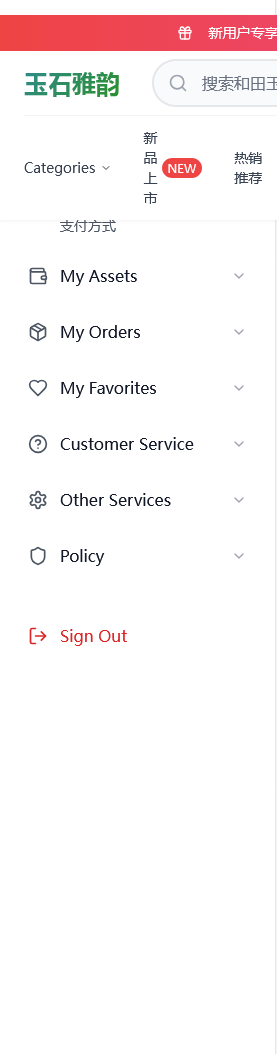 新用户专享
玉石雅韵
搜索和田玉
Categories
新
品
上
市
NEW
热销
推荐
支付方式
My Assets
My Orders
My Favorites
Customer Service
Other Services
Policy
Sign Out